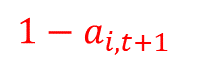 1 − a_{i,t+1}